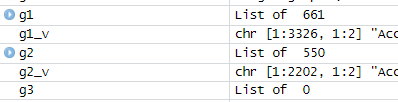 g1 List of 661
g1_v chr [1:3326, 1:2] "Acc
g2 List of 550
g2_v chr [1:2202, 1:2] "Acc
g3 List of 0